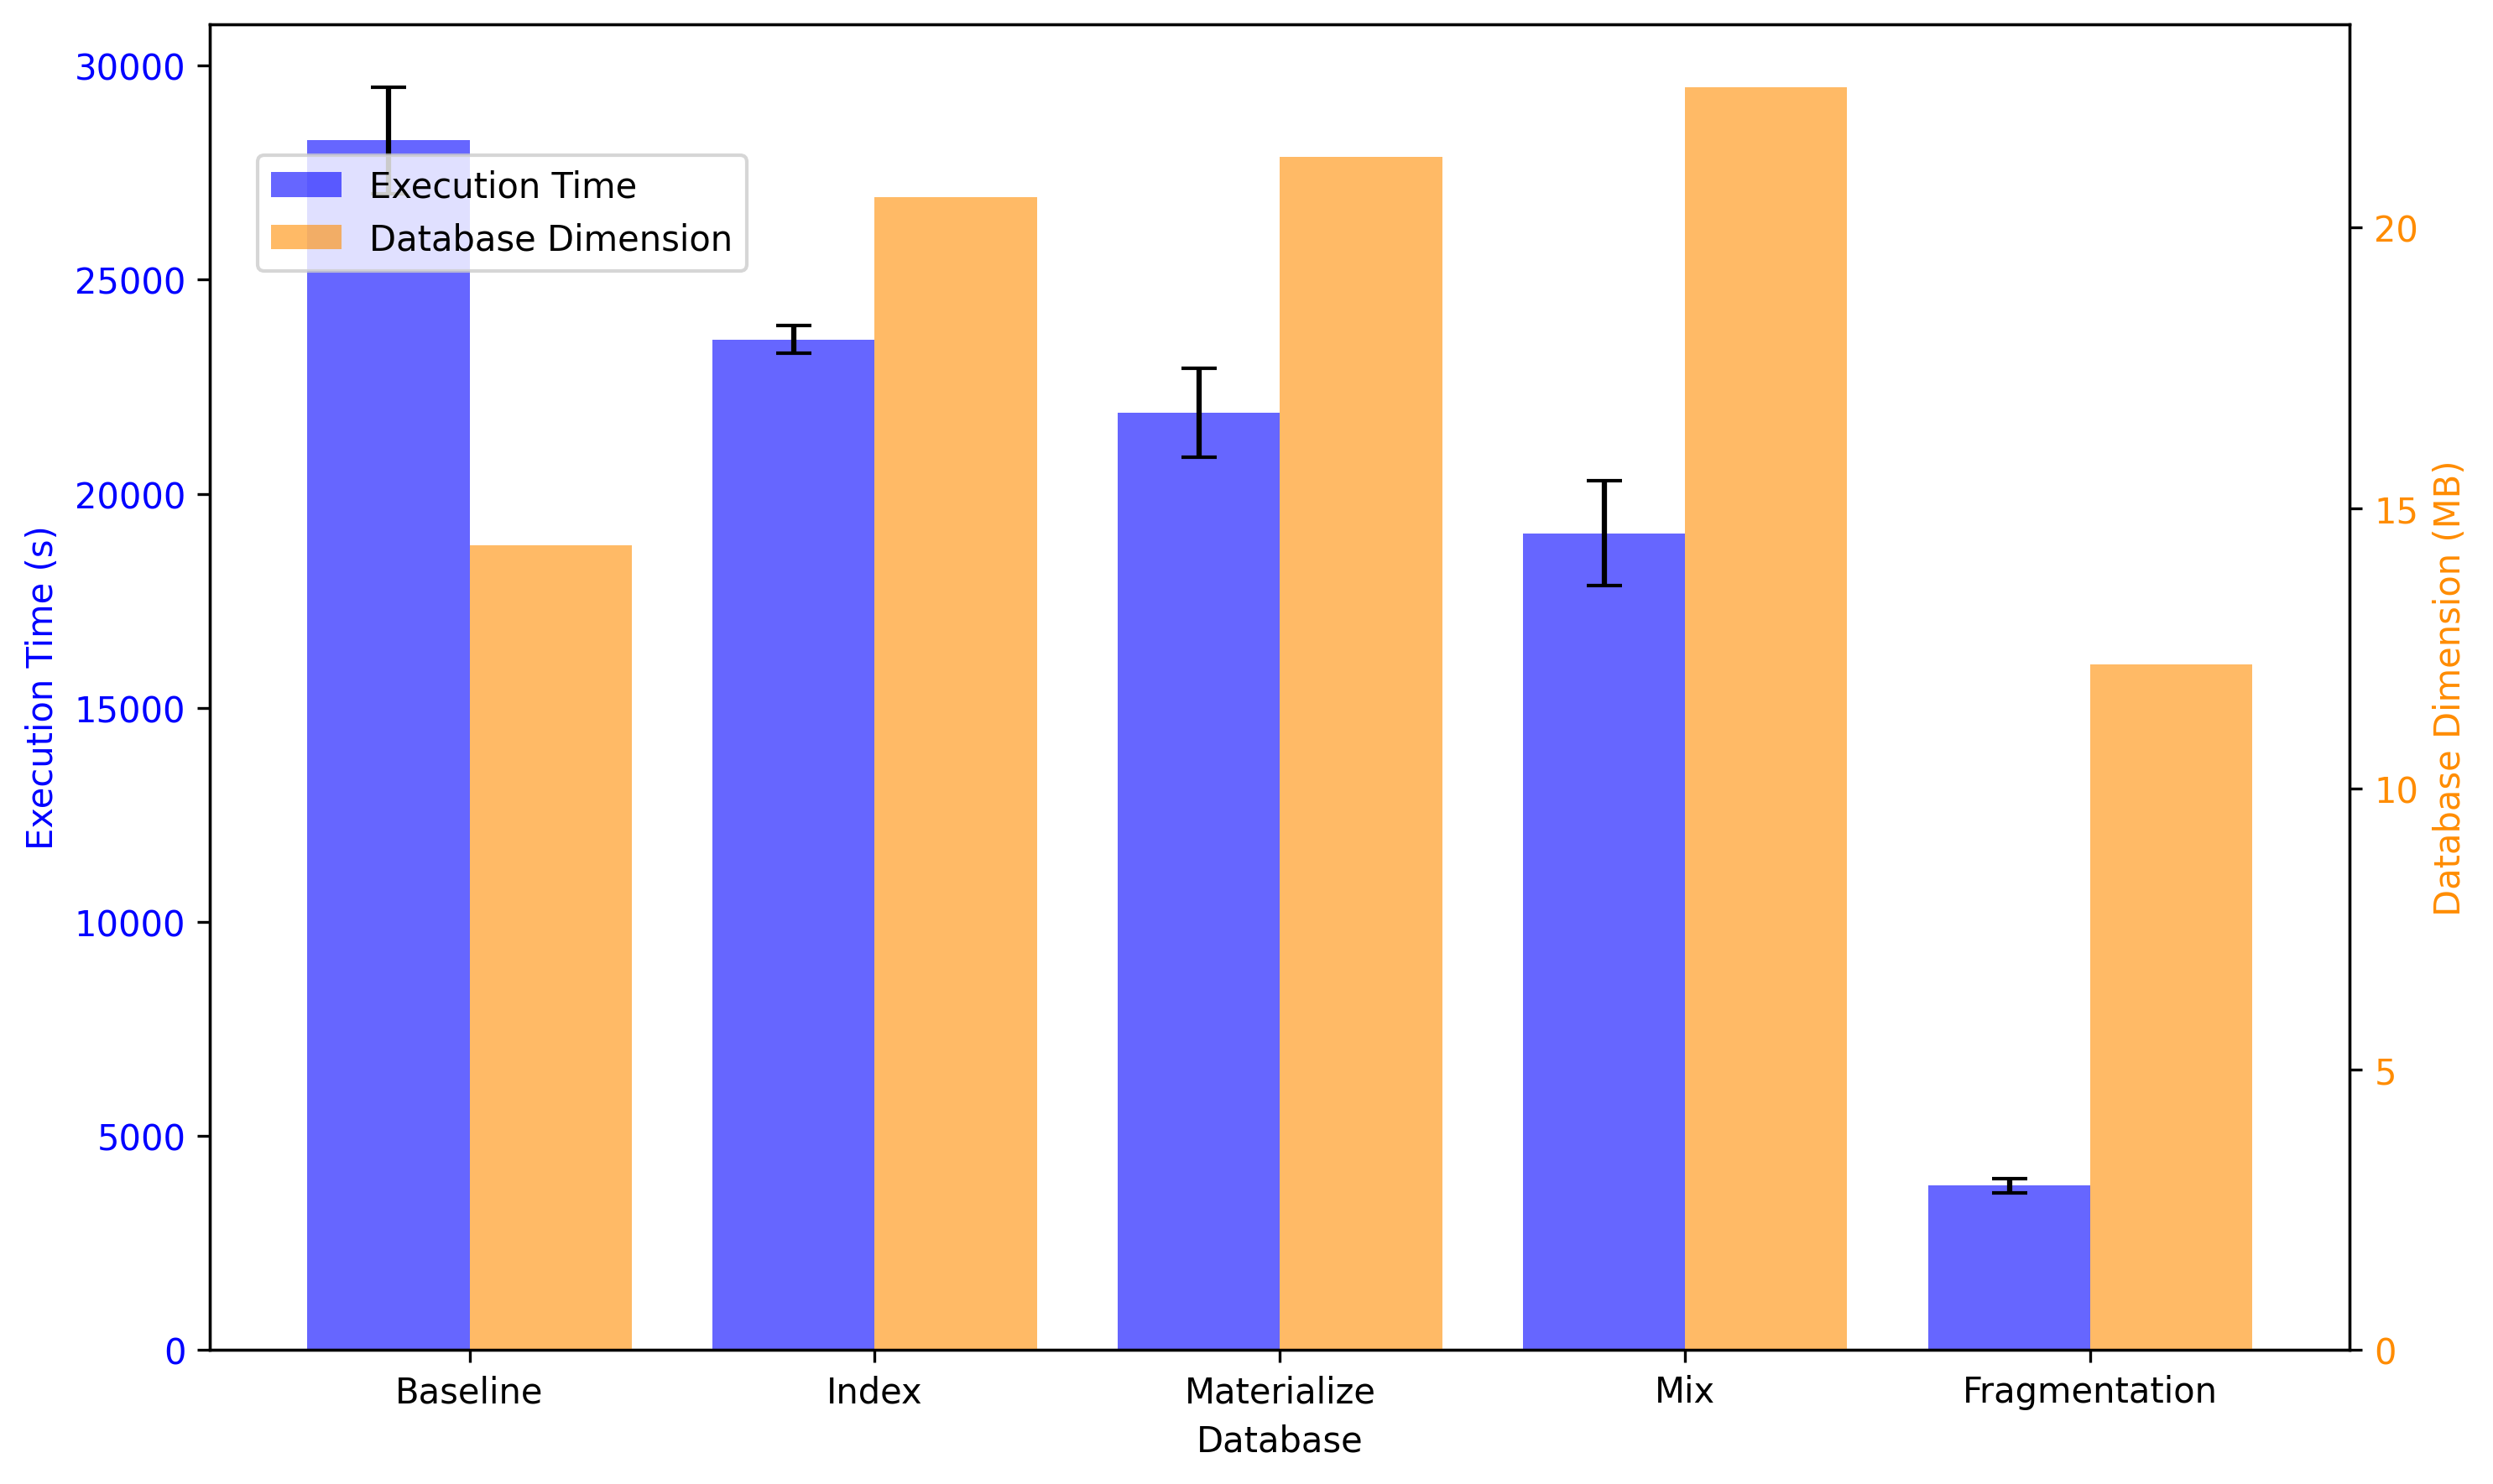 30000
25000
20000
15000
10000
5000
0
Execution Time (s)
Execution Time
Database Dimension
20
15
10
5
0
Database Dimension (MB)
Baseline
Index
Materialize
Mix
Fragmentation
Database